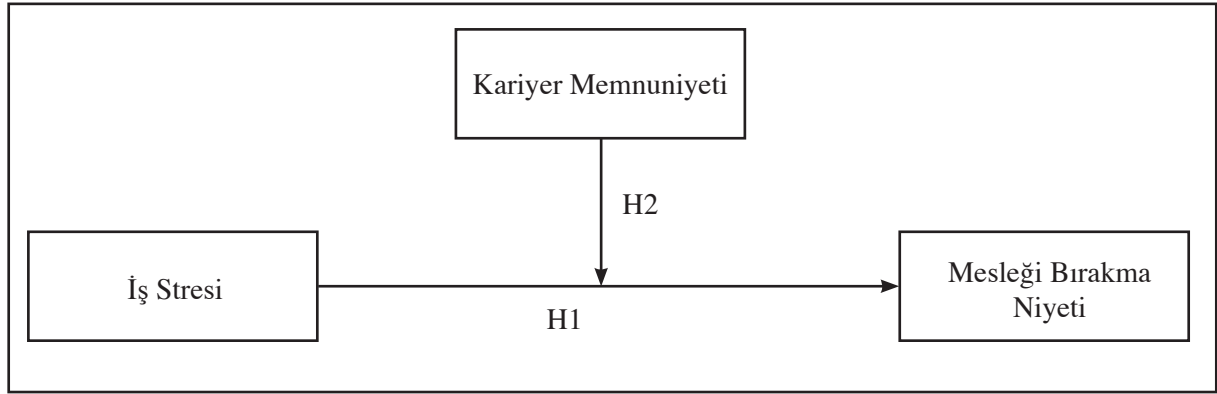 Kariyer Memnuniyeti
H2
İş Stresi
H1
Mesleği Bırakma
Niyeti